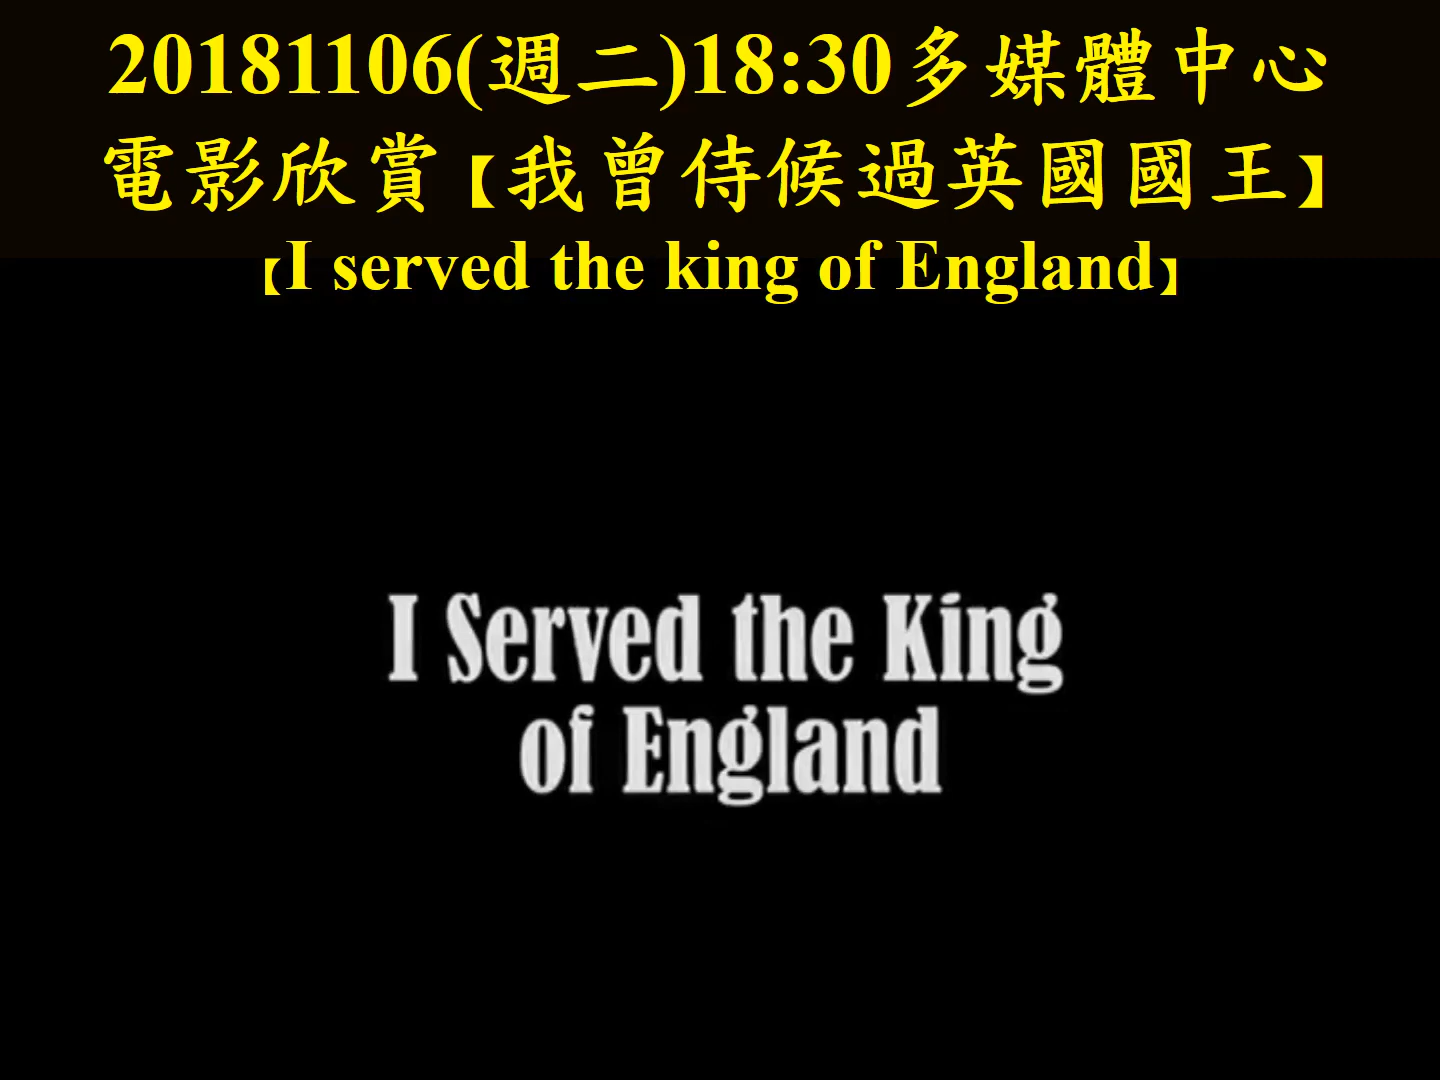 20181106(週二)18:30多媒體中心
電影欣賞【我曾侍候過英國國王】
【I served the king of England】
I Served the King
of England